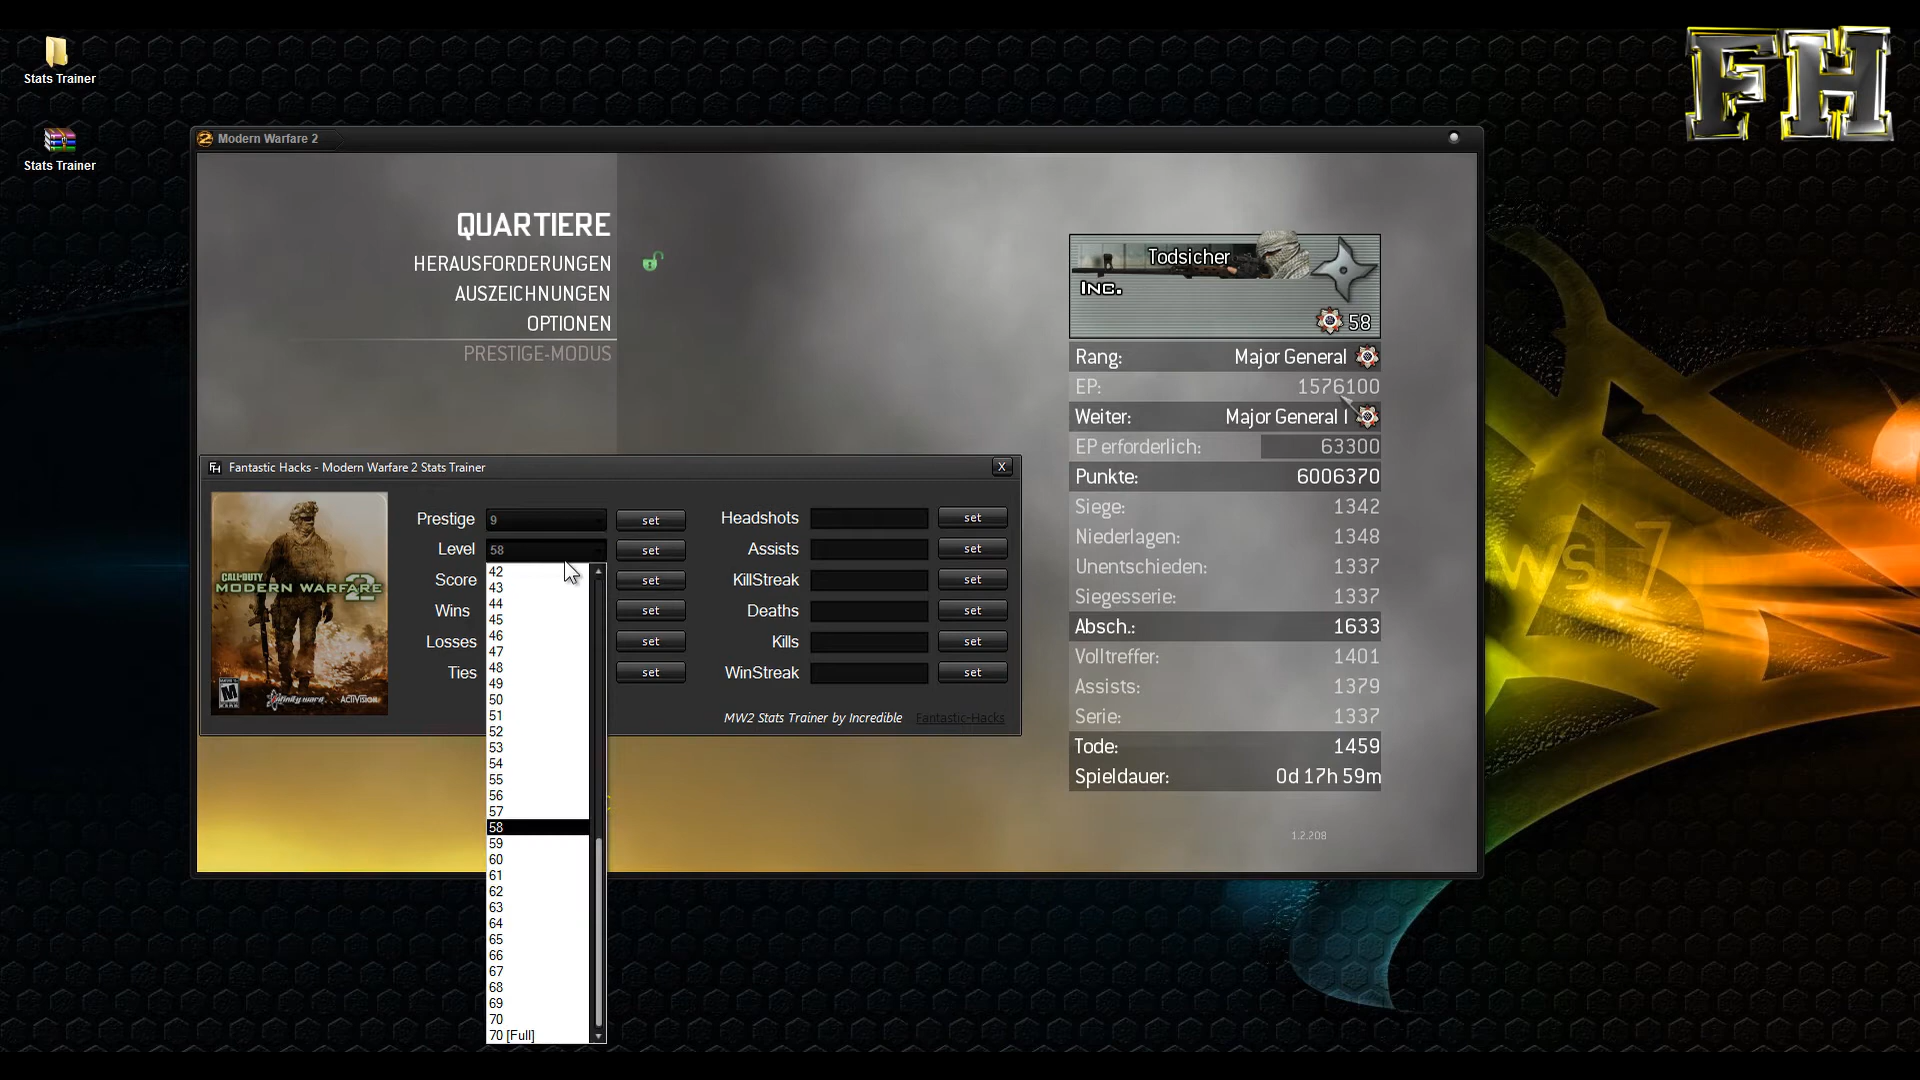 Stats Trainer
Stats Trainer
FH
Modern Warfare 2
QUARTIERE
HERAUSFORDERUNGEN
AUSZEICHNUNGEN
OPTIONEN
PRESTIGE-MODUS
Todsicher
INC.
58
Rang: Major General
EP: 1576100
Weiter: Major General I
EP erforderlich: 63300
Punkte: 6006370
Siege: 1342
Niederlagen: 1348
Unentschieden: 1337
Siegesserie: 1337
Absch.: 1633
Volltreffer: 1401
Assists: 1379
Serie: 1337
Tode: 1459
Spieldauer: 0d 17h 59m
1.2.208
FH Fantastic Hacks - Modern Warfare 2 Stats Trainer X
CALL OF DUTY
MODERN WARFARE 2
M
Infinity Ward ACTIVISION
Prestige 9 set
Level 58 set
Score set
Wins set
Losses set
Ties set
Headshots set
Assists set
KillStreak set
Deaths set
Kills set
WinStreak set
MW2 Stats Trainer by Incredible Fantastic-Hacks
42
43
44
45
46
47
48
49
50
51
52
53
54
55
56
57
58
59
60
61
62
63
64
65
66
67
68
69
70
70 [Full]
ws 7